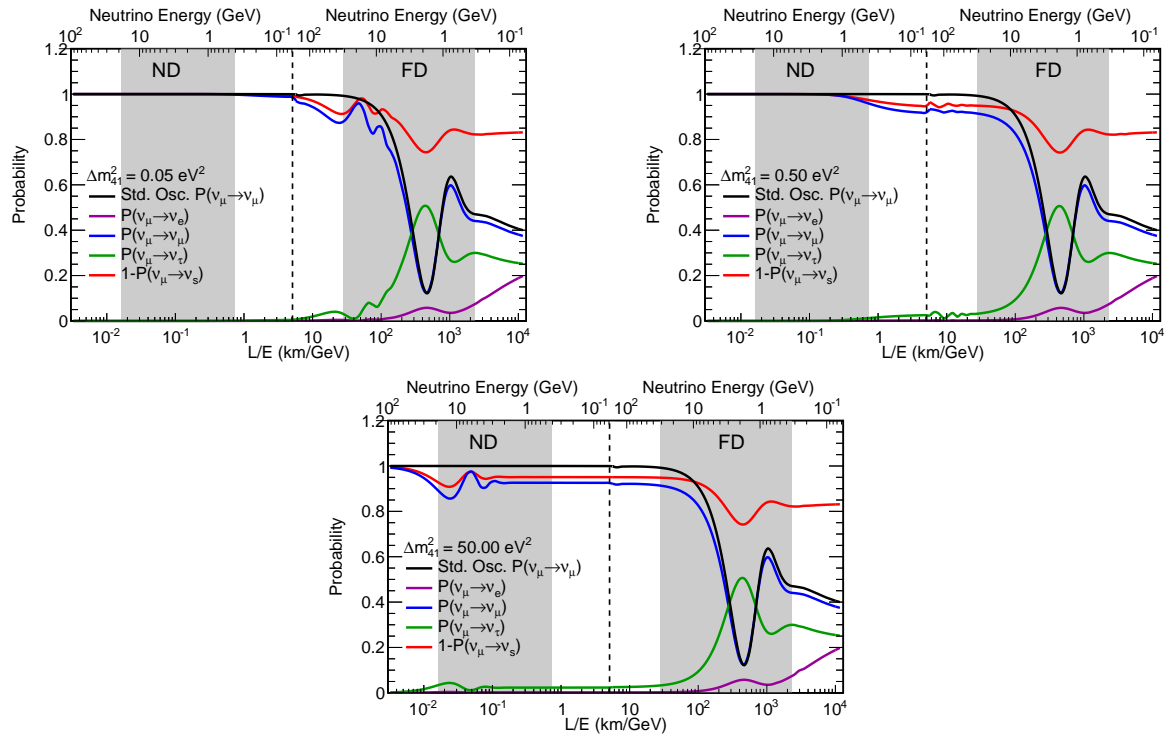 Neutrino Energy (GeV) Neutrino Energy (GeV)
10² 10 1 10⁻¹ 10² 10 1 10⁻¹
ND FD
Probability
1.2
1
0.8
0.6
0.4
0.2
0
Δm²₄₁ = 0.05 eV²
Std. Osc. P(νμ→νμ)
P(νμ→νe)
P(νμ→νμ)
P(νμ→ντ)
1-P(νμ→νs)
10⁻² 10⁻¹ 1 10 10² 10³ 10⁴
L/E (km/GeV)
Neutrino Energy (GeV) Neutrino Energy (GeV)
10² 10 1 10⁻¹ 10² 10 1 10⁻¹
ND FD
Probability
1.2
1
0.8
0.6
0.4
0.2
0
Δm²₄₁ = 0.50 eV²
Std. Osc. P(νμ→νμ)
P(νμ→νe)
P(νμ→νμ)
P(νμ→ντ)
1-P(νμ→νs)
10⁻² 10⁻¹ 1 10 10² 10³ 10⁴
L/E (km/GeV)
Neutrino Energy (GeV) Neutrino Energy (GeV)
10² 10 1 10⁻¹ 10² 10 1 10⁻¹
ND FD
Probability
1.2
1
0.8
0.6
0.4
0.2
0
Δm²₄₁ = 50.00 eV²
Std. Osc. P(νμ→νμ)
P(νμ→νe)
P(νμ→νμ)
P(νμ→ντ)
1-P(νμ→νs)
10⁻² 10⁻¹ 1 10 10² 10³ 10⁴
L/E (km/GeV)